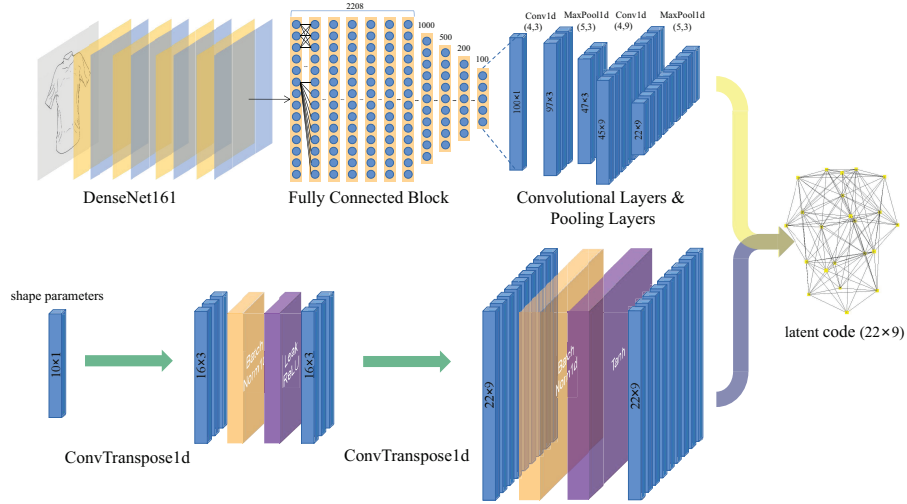 2208
1000
500
200
100
Conv1d
(4,3)
MaxPool1d
(5,3)
Conv1d
(4,9)
MaxPool1d
(5,3)
100×1
97×3
47×3
45×9
22×9
DenseNet161
Fully Connected Block
Convolutional Layers &
Pooling Layers
shape parameters
10×1
16×3
Batch
Norm1d
Leak
iReLU
16×3
22×9
Batch
Norm1d
Tanh
22×9
latent code (22×9)
ConvTranspose1d
ConvTranspose1d